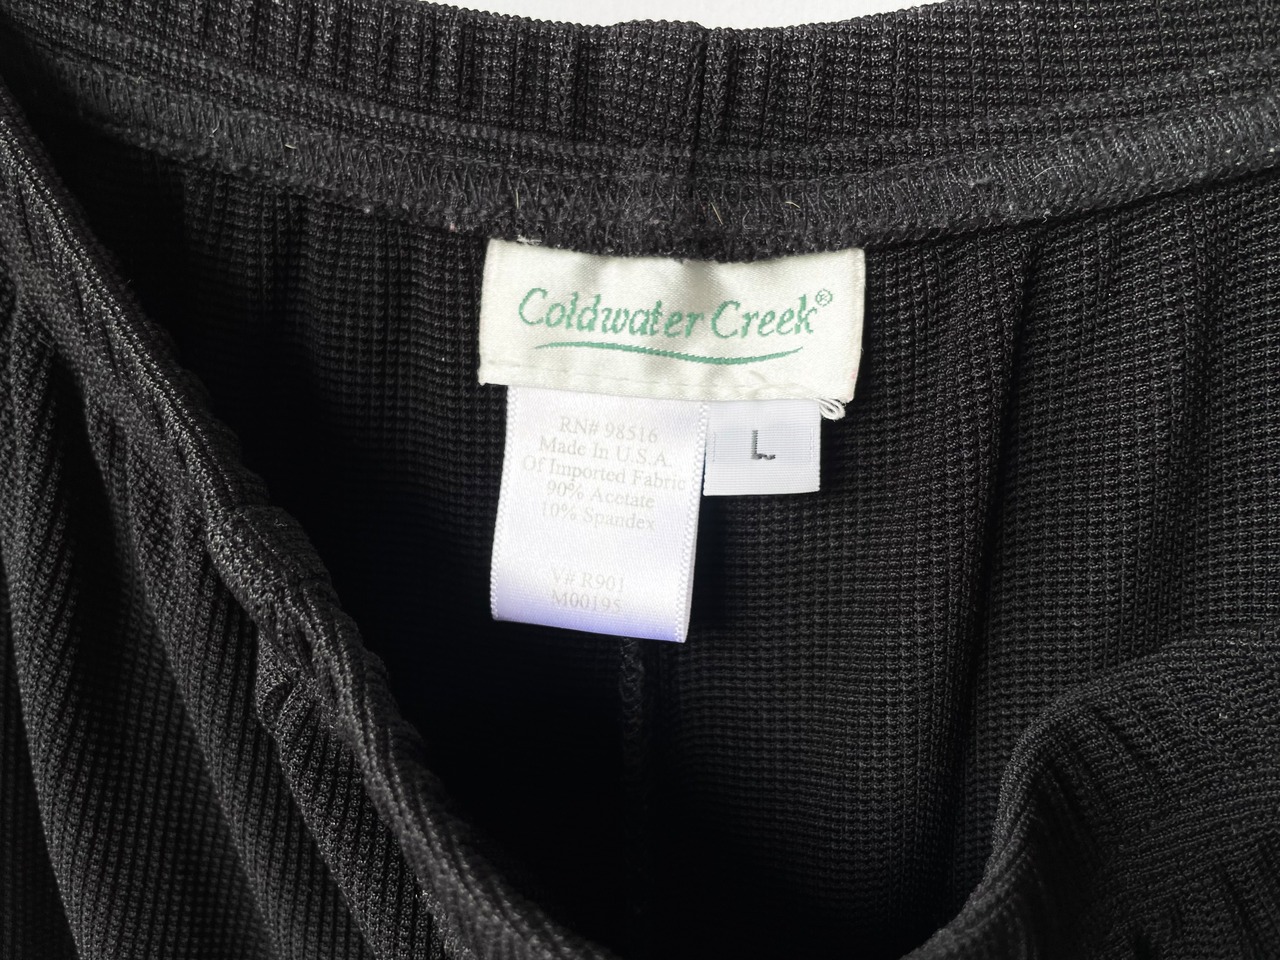 Coldwater Creek®
RN# 98516
Made In U.S.A.
Of Imported Fabric
90% Acetate
10% Spandex
V# R901
M00195
L